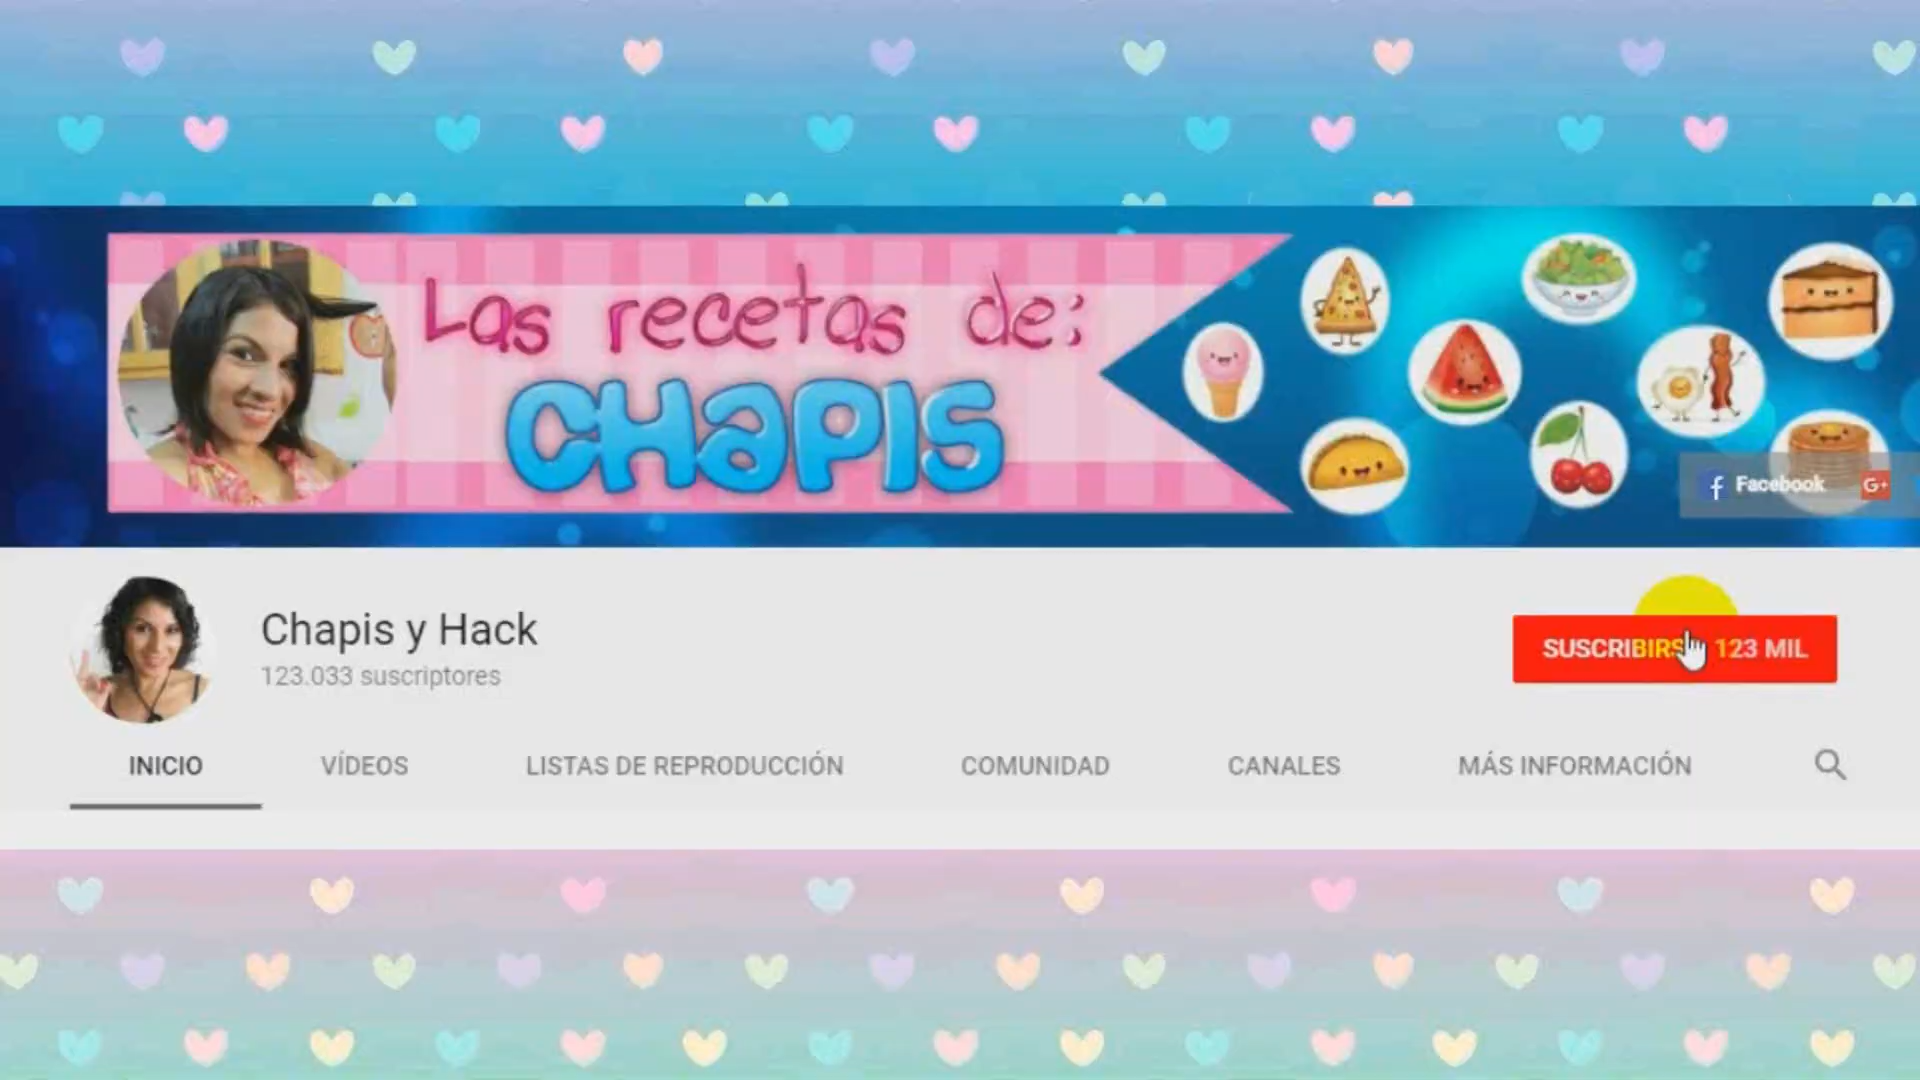 Las recetas de:
CHAPIS
Facebook
G+
Chapis y Hack
123.033 suscriptores
SUSCRIBIRS 123 MIL
INICIO VÍDEOS LISTAS DE REPRODUCCIÓN COMUNIDAD CANALES MÁS INFORMACIÓN